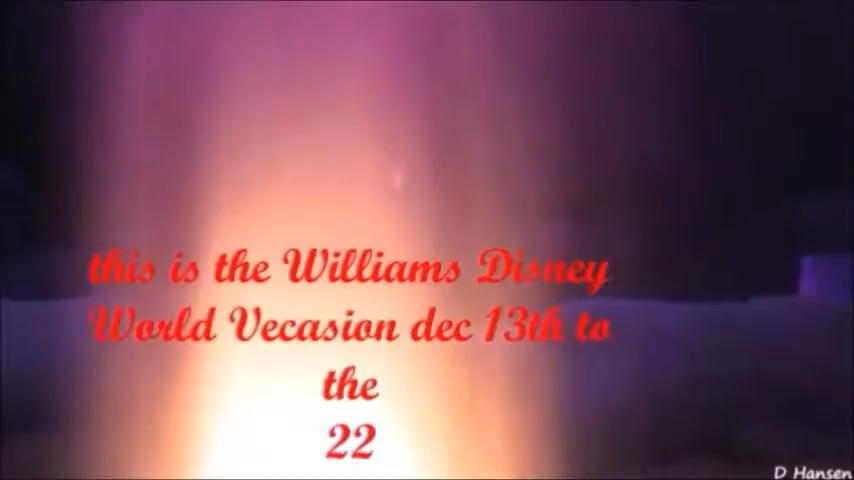 this is the Williams Disney
World Vecasion dec 13th to
the
22
D Hansen